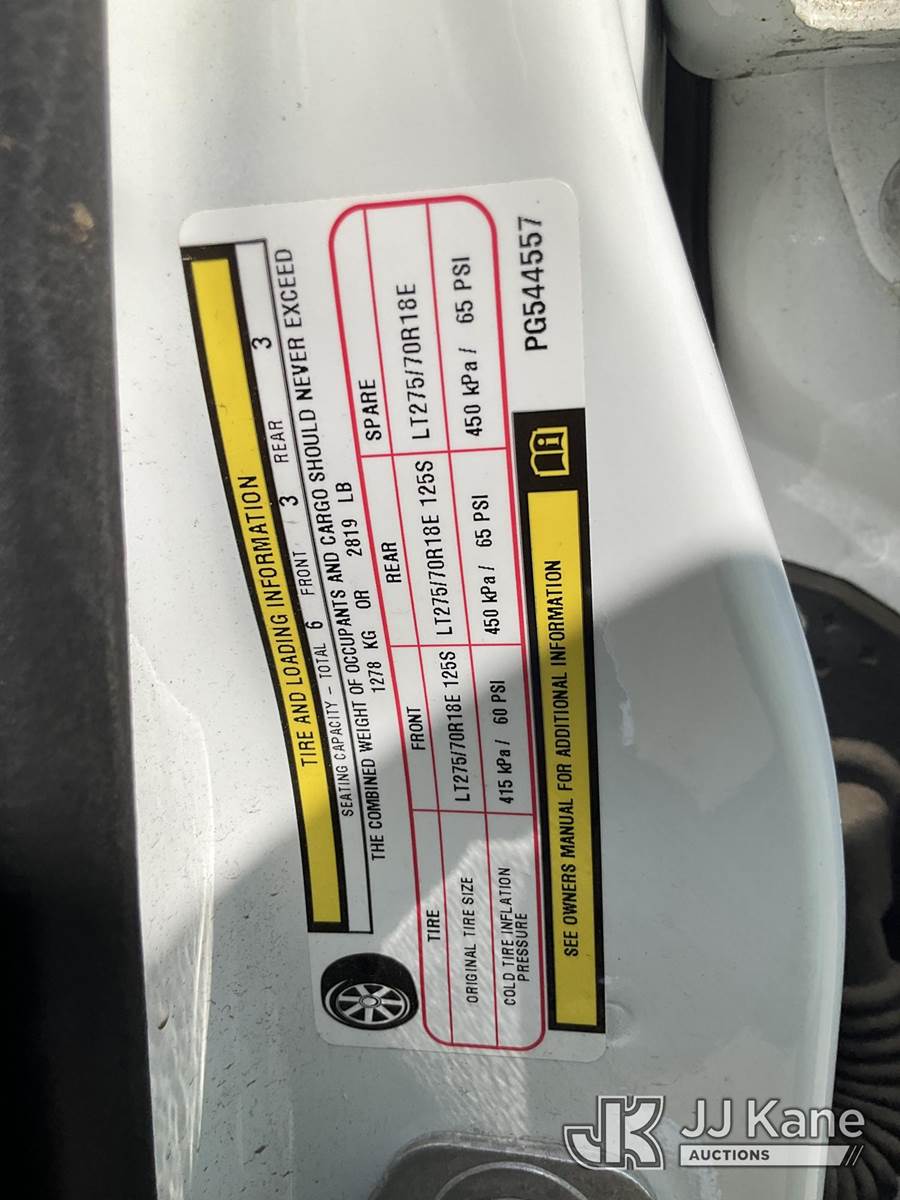 TIRE AND LOADING INFORMATION
SEATING CAPACITY – TOTAL 6 FRONT 3 REAR 3
THE COMBINED WEIGHT OF OCCUPANTS AND CARGO SHOULD NEVER EXCEED
1278 KG OR 2819 LB
TIRE FRONT REAR SPARE
ORIGINAL TIRE SIZE LT275/70R18E 125S LT275/70R18E 125S LT275/70R18E
COLD TIRE INFLATION
PRESSURE 415 kPa / 60 PSI 450 kPa / 65 PSI 450 kPa / 65 PSI
SEE OWNERS MANUAL FOR ADDITIONAL INFORMATION
PG544557
JK JJ Kane
AUCTIONS